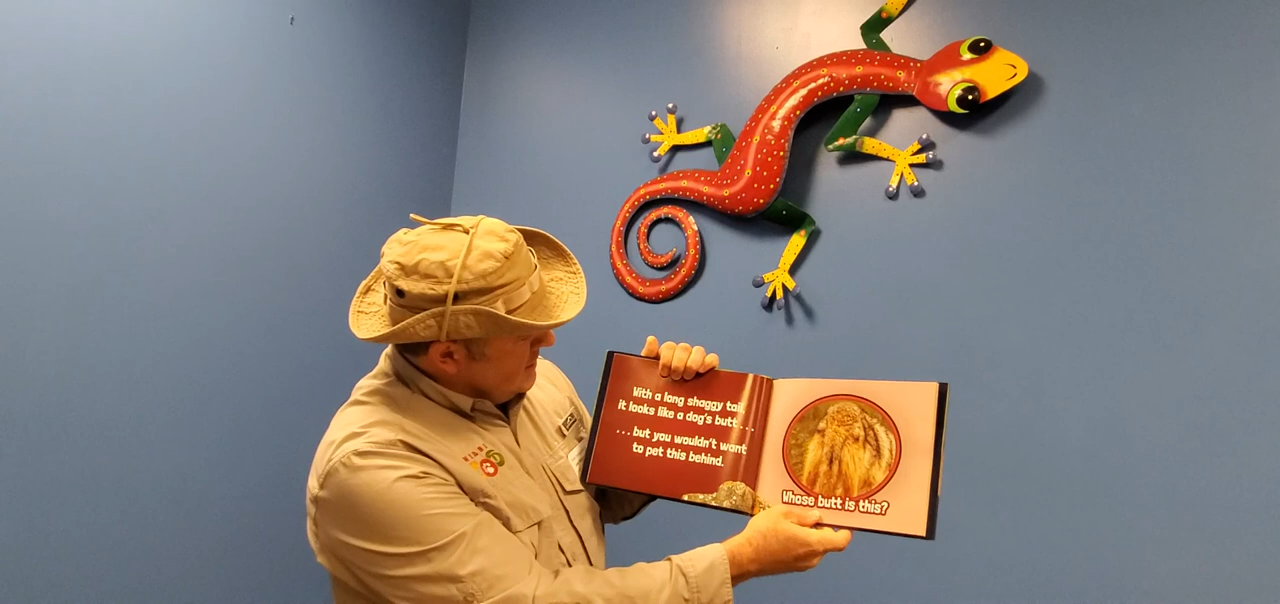 With a long shaggy tail,
it looks like a dog's butt...
...but you wouldn't want
to pet this behind.
Whose butt is this?